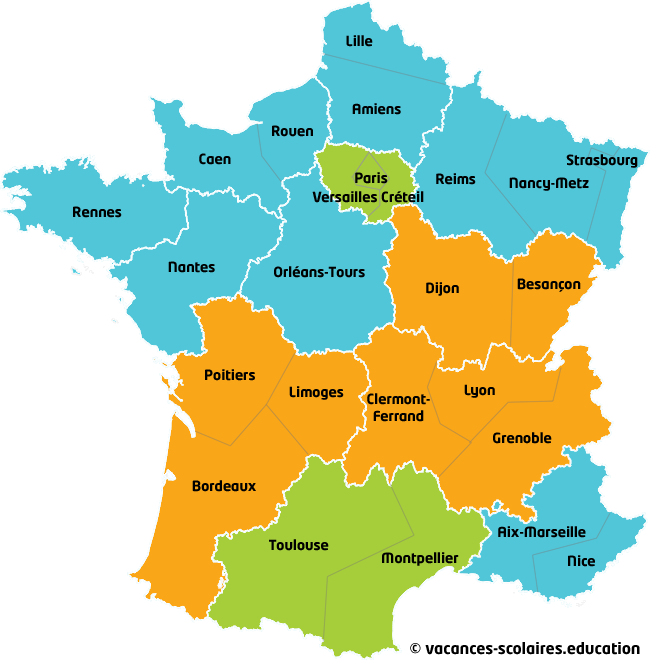 Lille
Amiens
Rouen
Caen
Paris
Versailles Créteil
Reims
Strasbourg
Nancy-Metz
Rennes
Nantes
Orléans-Tours
Dijon
Besançon
Poitiers
Limoges
Clermont-
Ferrand
Lyon
Grenoble
Bordeaux
Toulouse
Montpellier
Aix-Marseille
Nice
© vacances-scolaires.education